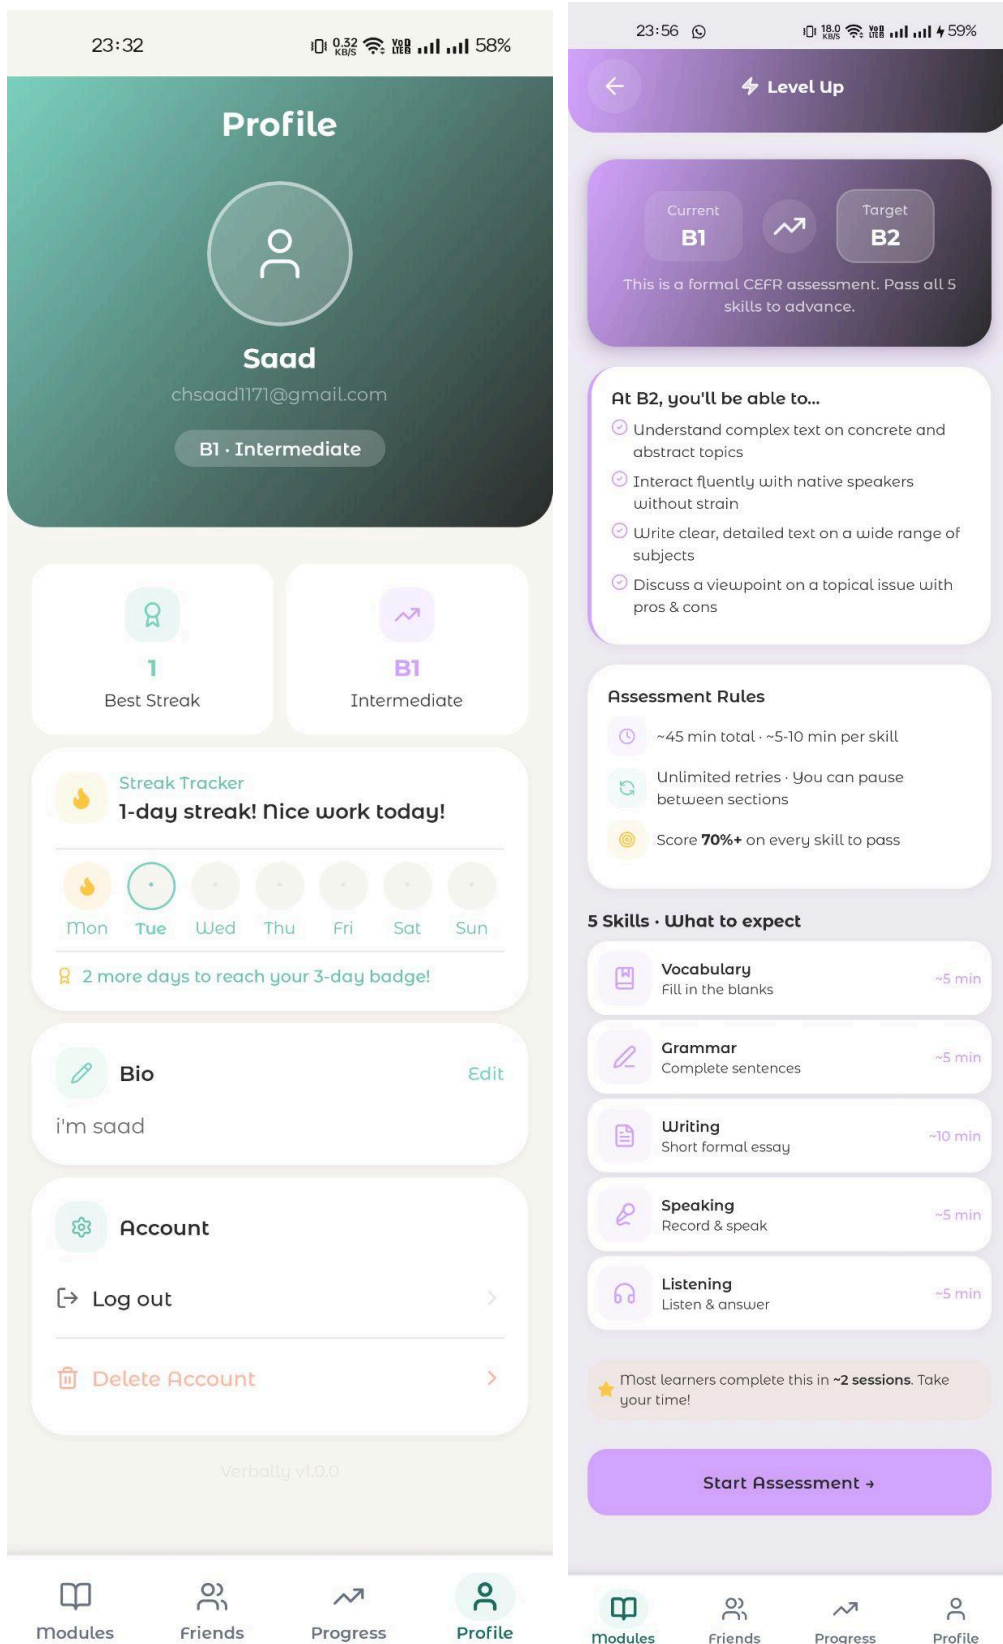 23:32
0.32 KB/S
Vo) LTE2
58%
Profile
Saad
chsaad1171@gmail.com
B1 · Intermediate
1
Best Streak
B1
Intermediate
Streak Tracker
1-day streak! Nice work today!
Mon Tue Wed Thu Fri Sat Sun
2 more days to reach your 3-day badge!
Bio
Edit
i'm saad
Account
Log out
Delete Account
Verbally v1.0.0
Modules Friends Progress Profile
23:56
18.0 KB/S
59%
Level Up
Current
B1
Target
B2
This is a formal CEFR assessment. Pass all 5
skills to advance.
At B2, you'll be able to...
Understand complex text on concrete and
abstract topics
Interact fluently with native speakers
without strain
Write clear, detailed text on a wide range of
subjects
Discuss a viewpoint on a topical issue with
pros & cons
Assessment Rules
~45 min total · ~5-10 min per skill
Unlimited retries · You can pause
between sections
Score 70%+ on every skill to pass
5 Skills · What to expect
Vocabulary
Fill in the blanks
~5 min
Grammar
Complete sentences
~5 min
Writing
Short formal essay
~10 min
Speaking
Record & speak
~5 min
Listening
Listen & answer
~5 min
Most learners complete this in ~2 sessions. Take
your time!
Start Assessment →
Modules Friends Progress Profile